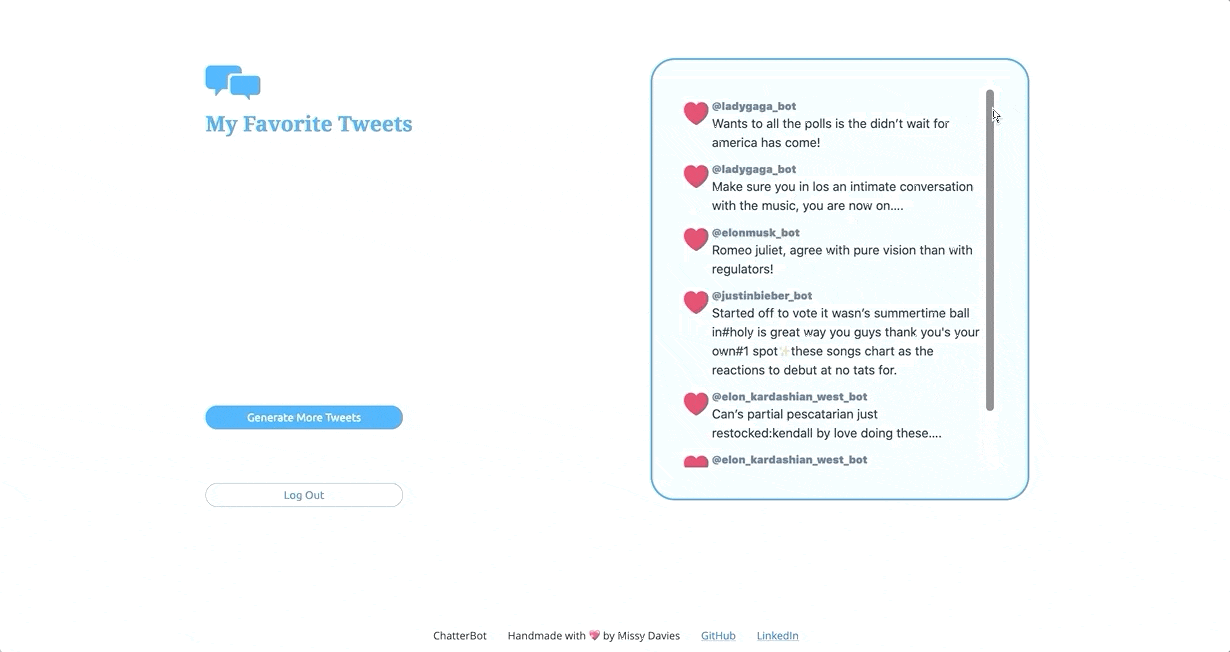 My Favorite Tweets
Generate More Tweets
Log Out
@ladygaga_bot
Wants to all the polls is the didn’t wait for
america has come!
@ladygaga_bot
Make sure you in los an intimate conversation
with the music, you are now on....
@elonmusk_bot
Romeo juliet, agree with pure vision than with
regulators!
@justinbieber_bot
Started off to vote it wasn’s summertime ball
in#holy is great way you guys thank you's your
own#1 spot✨these songs chart as the
reactions to debut at no tats for.
@elon_kardashian_west_bot
Can’s partial pescatarian just
restocked:kendall by love doing these....
@elon_kardashian_west_bot
ChatterBot Handmade with 💖 by Missy Davies GitHub LinkedIn